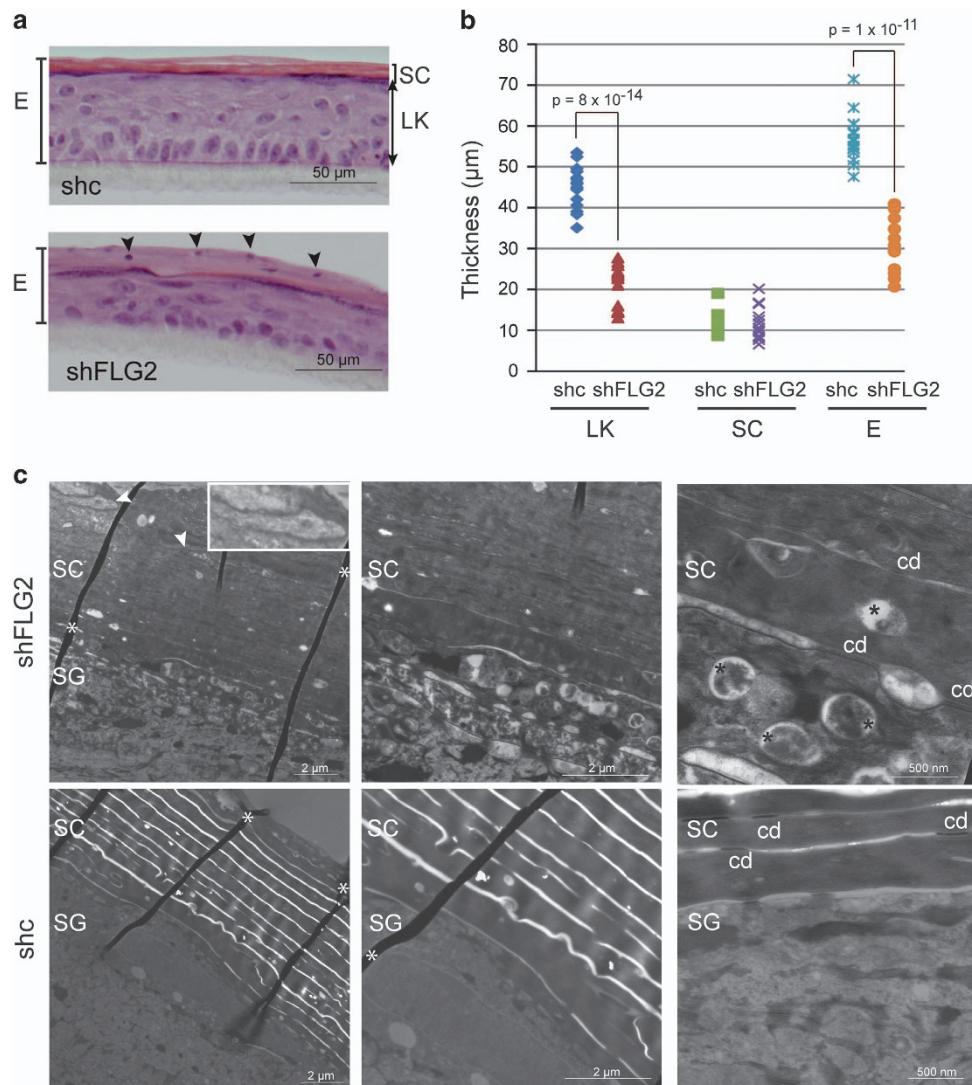 a
E
SC
LK
50 µm
shc
E
50 µm
shFLG2
b
p = 8 x 10-14
p = 1 x 10-11
Thickness (µm)
80
70
60
50
40
30
20
10
0
shc shFLG2
shc shFLG2
shc shFLG2
LK
SC
E
c
shFLG2
SC
*
*
SG
2 µm
SC
2 µm
SC
cd
*
cd
*
cd
*
*
500 nm
shc
SC
*
*
SG
2 µm
SC
SG
*
2 µm
SC
cd
cd
SG
500 nm